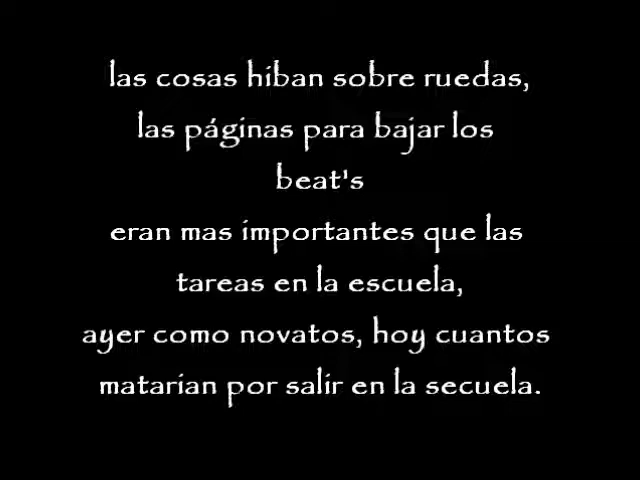 las cosas hiban sobre ruedas,
las páginas para bajar los
beat's
eran mas importantes que las
tareas en la escuela,
ayer como novatos, hoy cuantos
matarian por salir en la secuela.